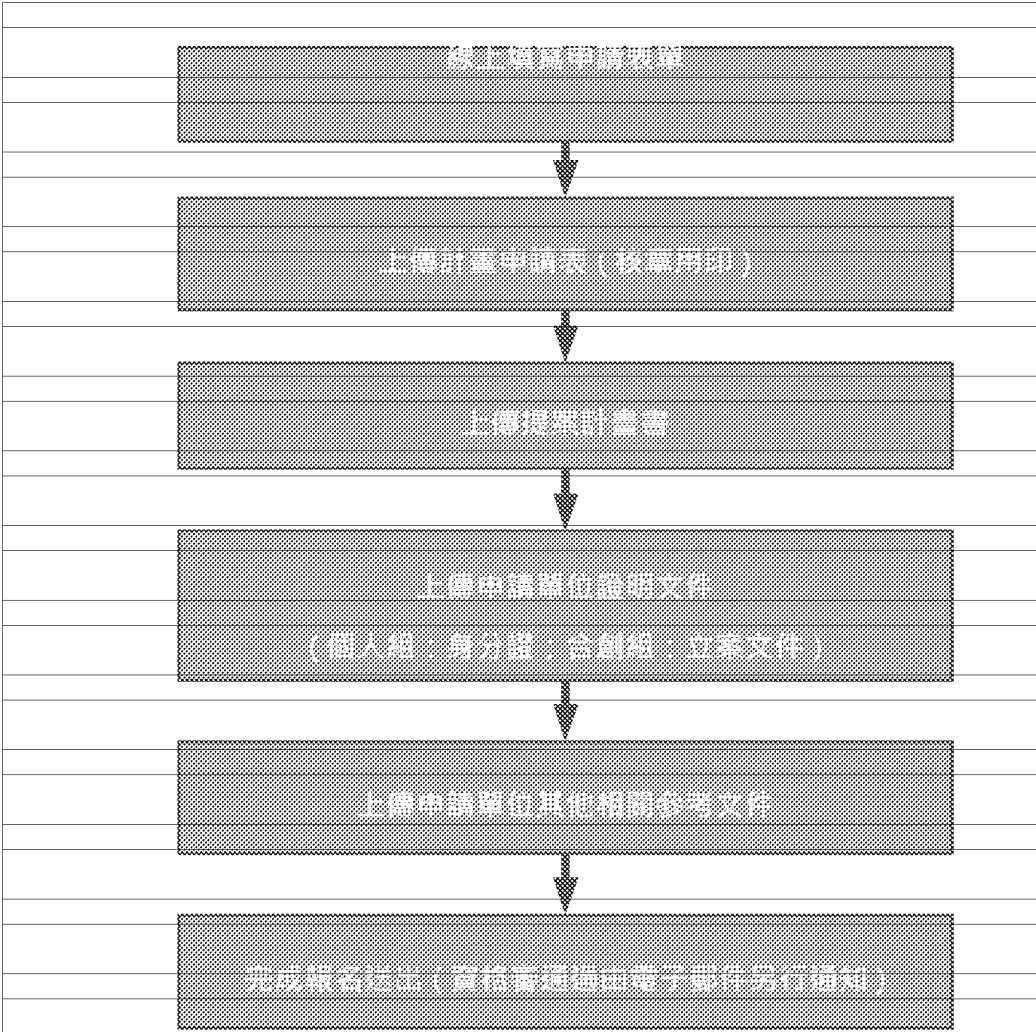 線上填寫申請表單
上傳計畫申請表（核章用印）
上傳提案計畫書
上傳申請單位證明文件
（個人組：身分證；合創組：立案文件）
上傳申請單位其他相關參考文件
完成報名送出（資格審通過由電子郵件另行通知）